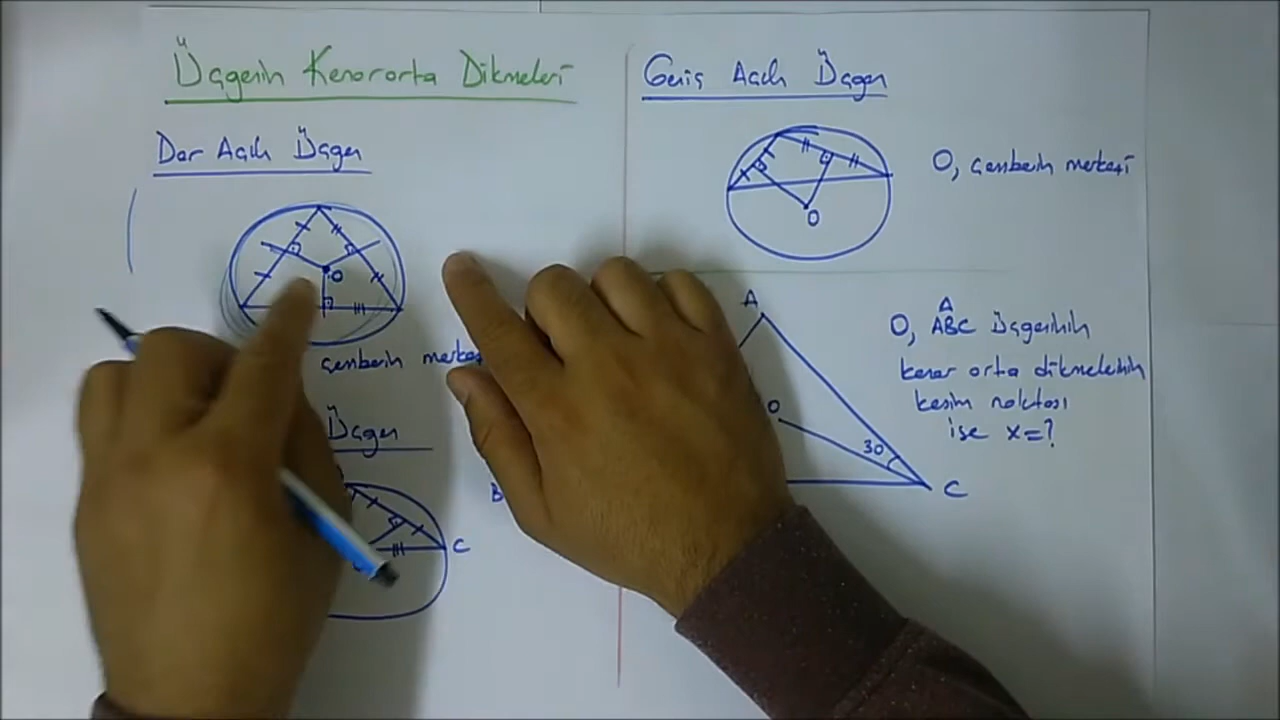 Üçgenin Kenarorta Dikmeleri
Dar Açılı Üçgen
O
çemberin merkez
Üçgen
C
Geniş Açılı Üçgen
O
O, çemberin merkezi
A
O
30
B
C
O, ABC üçgeninin
kenar orta dikmelerinin
kesim noktası
ise x=?